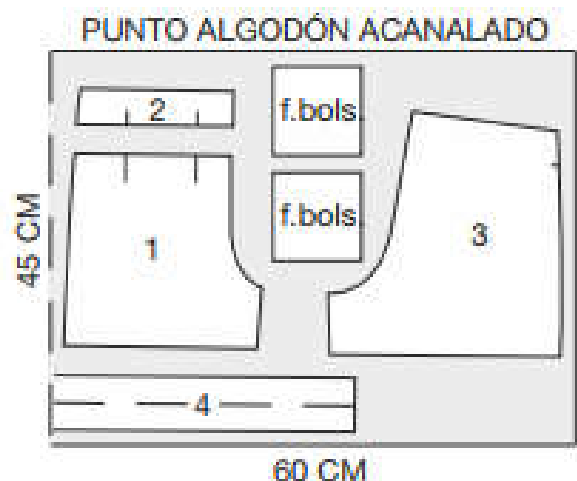 PUNTO ALGODÓN ACANALADO
2
f.bols.
f.bols.
1
3
45 CM
4
60 CM